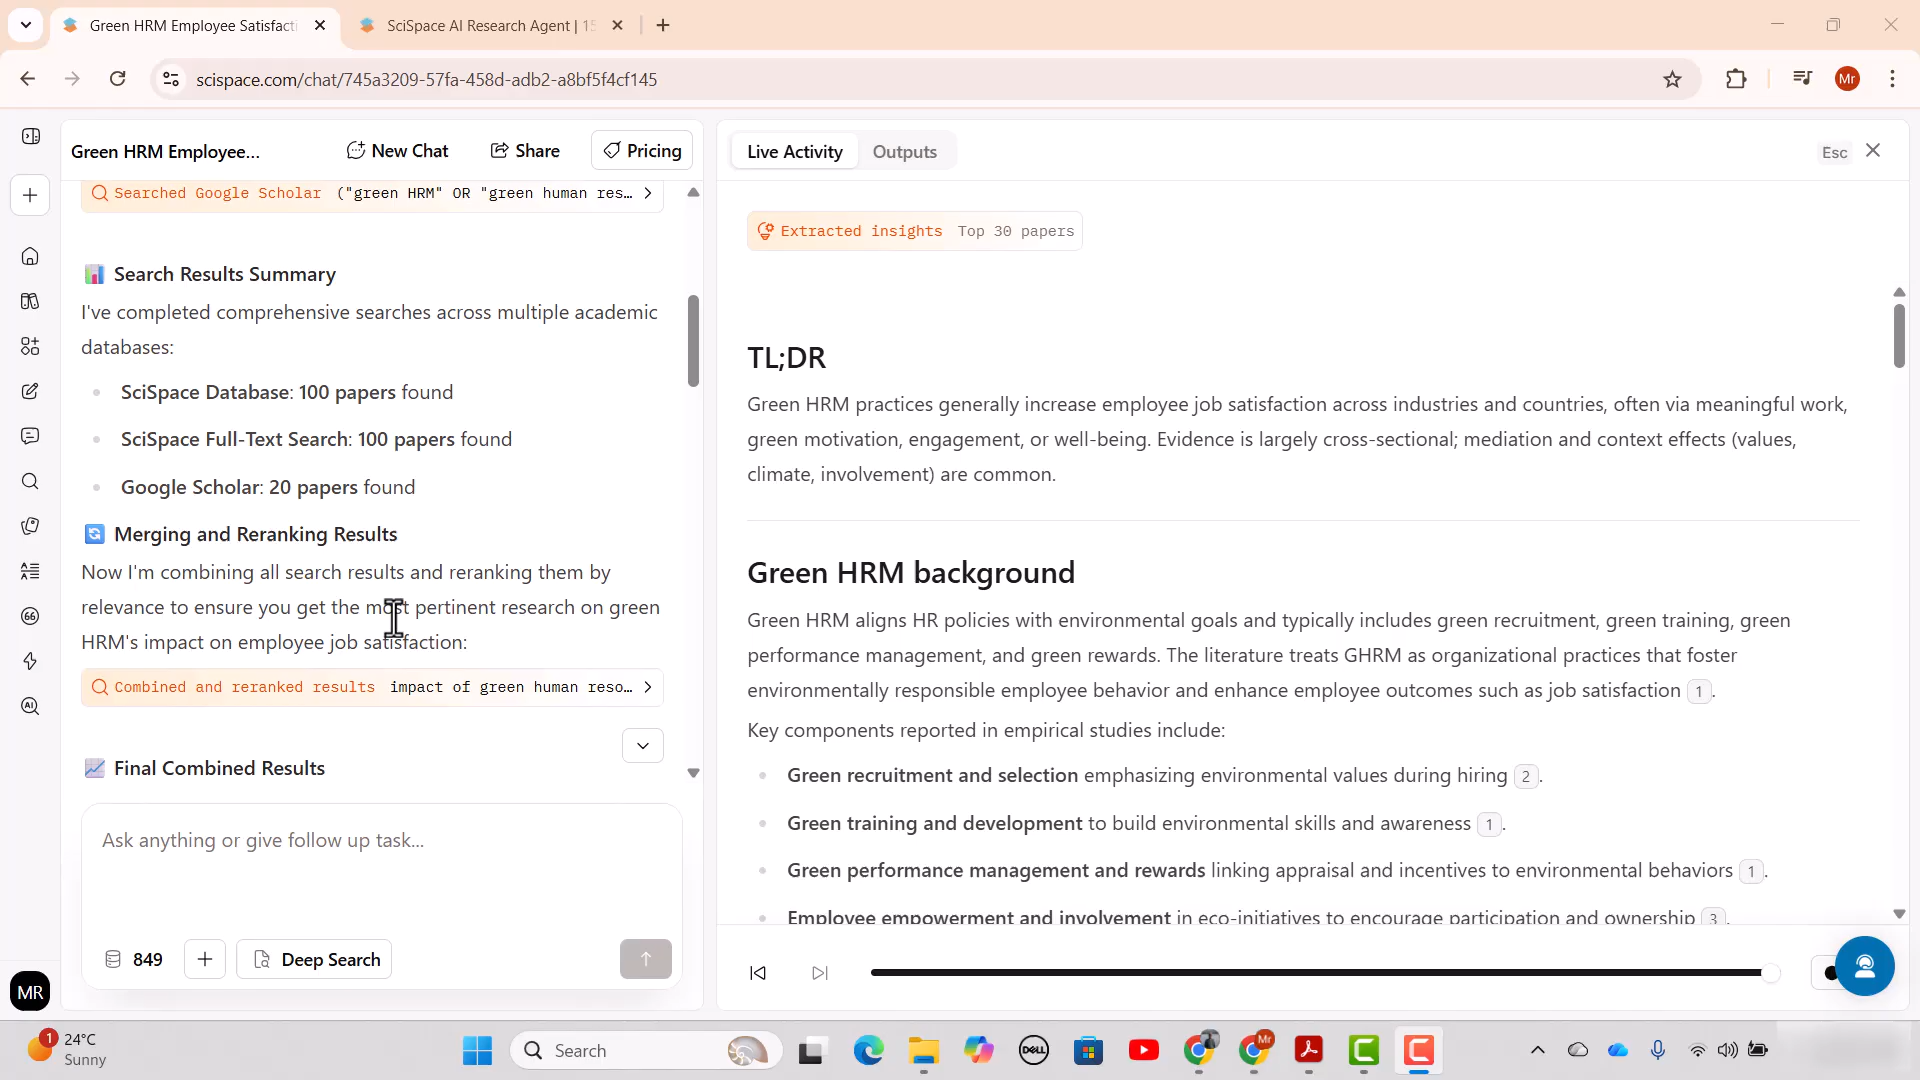 Green HRM Employee Satisfacti
SciSpace AI Research Agent | 15
scispace.com/chat/745a3209-57fa-458d-adb2-a8bf5f4cf145
Mr
Green HRM Employee...
New Chat
Share
Pricing
Searched Google Scholar ("green HRM" OR "green human res…
Search Results Summary
I've completed comprehensive searches across multiple academic
databases:
SciSpace Database: 100 papers found
SciSpace Full-Text Search: 100 papers found
Google Scholar: 20 papers found
Merging and Reranking Results
Now I'm combining all search results and reranking them by
relevance to ensure you get the most pertinent research on green
HRM's impact on employee job satisfaction:
Combined and reranked results impact of green human reso…
Final Combined Results
Ask anything or give follow up task...
849
Deep Search
MR
Live Activity
Outputs
Esc
Extracted insights Top 30 papers
TL;DR
Green HRM practices generally increase employee job satisfaction across industries and countries, often via meaningful work,
green motivation, engagement, or well-being. Evidence is largely cross-sectional; mediation and context effects (values,
climate, involvement) are common.
Green HRM background
Green HRM aligns HR policies with environmental goals and typically includes green recruitment, green training, green
performance management, and green rewards. The literature treats GHRM as organizational practices that foster
environmentally responsible employee behavior and enhance employee outcomes such as job satisfaction 1.
Key components reported in empirical studies include:
Green recruitment and selection emphasizing environmental values during hiring 2.
Green training and development to build environmental skills and awareness 1.
Green performance management and rewards linking appraisal and incentives to environmental behaviors 1.
Employee empowerment and involvement in eco-initiatives to encourage participation and ownership 3.
1
24°C
Sunny
Search
DELL
Mr